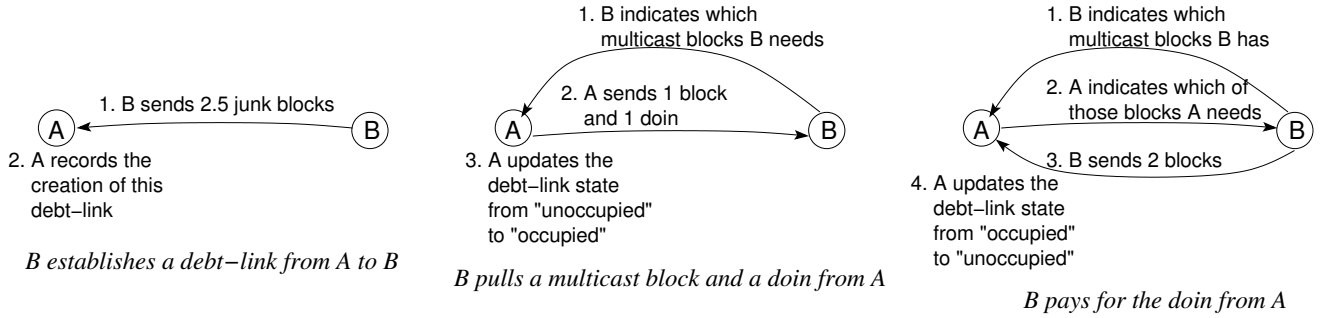 1. B sends 2.5 junk blocks
A
B
2. A records the
creation of this
debt−link
B establishes a debt−link from A to B
1. B indicates which
multicast blocks B needs
2. A sends 1 block
and 1 doin
A
B
3. A updates the
debt−link state
from "unoccupied"
to "occupied"
B pulls a multicast block and a doin from A
1. B indicates which
multicast blocks B has
2. A indicates which of
those blocks A needs
A
B
3. B sends 2 blocks
4. A updates the
debt−link state
from "occupied"
to "unoccupied"
B pays for the doin from A